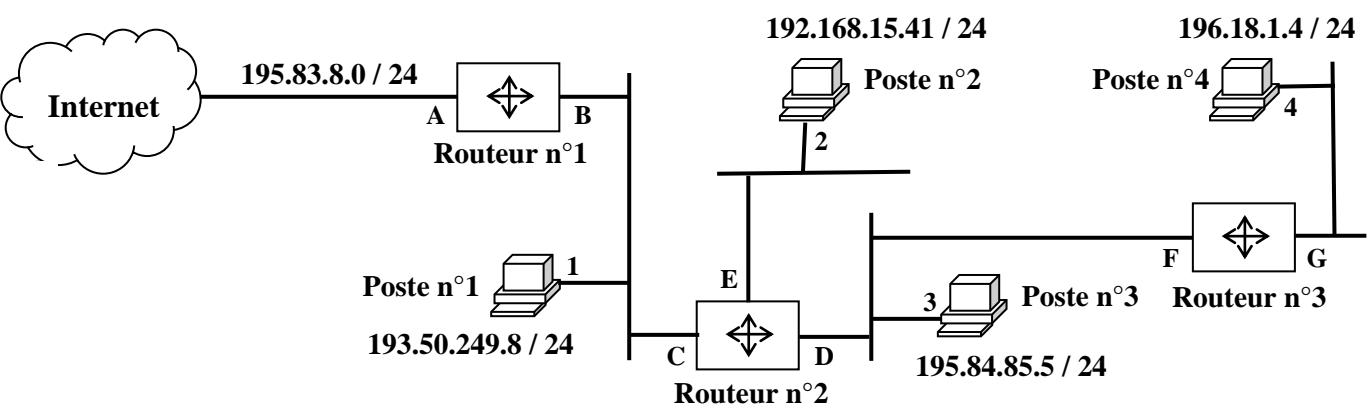 192.168.15.41 / 24
196.18.1.4 / 24
195.83.8.0 / 24
Poste n°2
Poste n°4
Internet
A
B
4
2
Routeur n°1
Poste n°1
1
E
F
G
3
Poste n°3
Routeur n°3
193.50.249.8 / 24
C
D
195.84.85.5 / 24
Routeur n°2